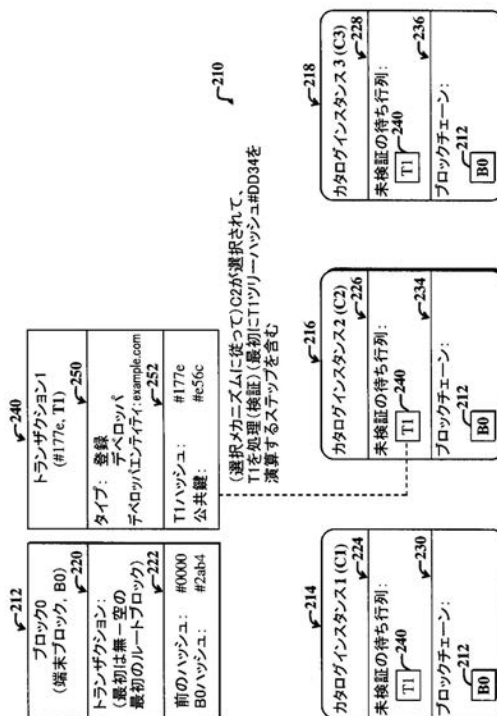 212
ブロック0
(端末ブロック, B0)
220
トランザクション:
(最初は無ー空の
最初のルートブロック)
222
前のハッシュ: #0000
B0ハッシュ: #2ab4
240
トランザクション1
(#177e, T1)
250
タイプ: 登録
デベロッパ
デベロッパエンティティ: example.com
252
T1ハッシュ: #177e
公共鍵: #e56c
210
(選択メカニズムに従って)C2が選択されて、
T1を処理(検証)(最初にT1ツリーハッシュ#DD34を
演算するステップを含む
214
カタログインスタンス1 (C1)
224
未検証の待ち行列:
240
T1
230
ブロックチェーン:
212
B0
216
カタログインスタンス2 (C2)
226
未検証の待ち行列:
240
T1
234
ブロックチェーン:
212
B0
218
カタログインスタンス3 (C3)
228
未検証の待ち行列:
240
T1
236
ブロックチェーン:
212
B0